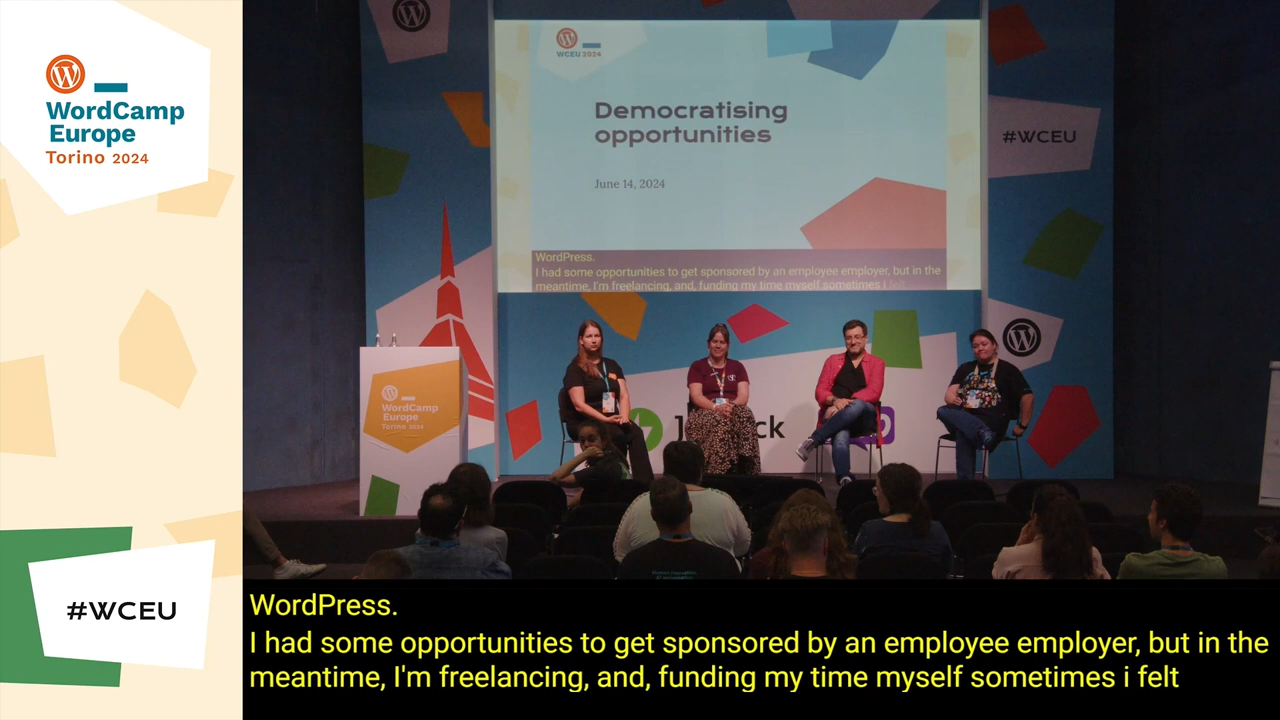 WordCamp
Europe
Torino 2024
#WCEU
WCEU 2024
Democratising
opportunities
June 14, 2024
WordPress.
I had some opportunities to get sponsored by an employee employer, but in the
meantime, I'm freelancing, and, funding my time myself sometimes i felt
#WCEU
WordCamp
Europe
Torino 2024
ck
WordPress.
I had some opportunities to get sponsored by an employee employer, but in the
meantime, I'm freelancing, and, funding my time myself sometimes i felt